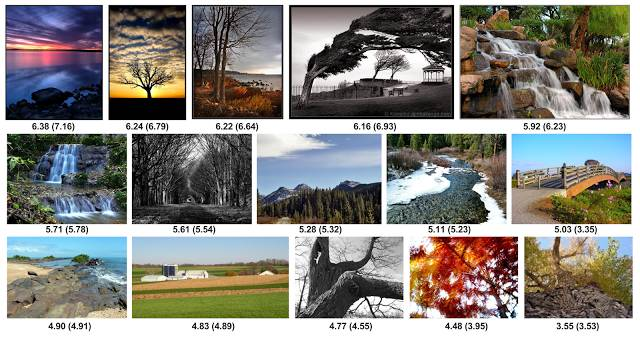 6.38 (7.16) 6.24 (6.79) 6.22 (6.64) 6.16 (6.93) 5.92 (6.23)
5.71 (5.78) 5.61 (5.54) 5.28 (5.32) 5.11 (5.23) 5.03 (3.35)
4.90 (4.91) 4.83 (4.89) 4.77 (4.55) 4.48 (3.95) 3.55 (3.53)